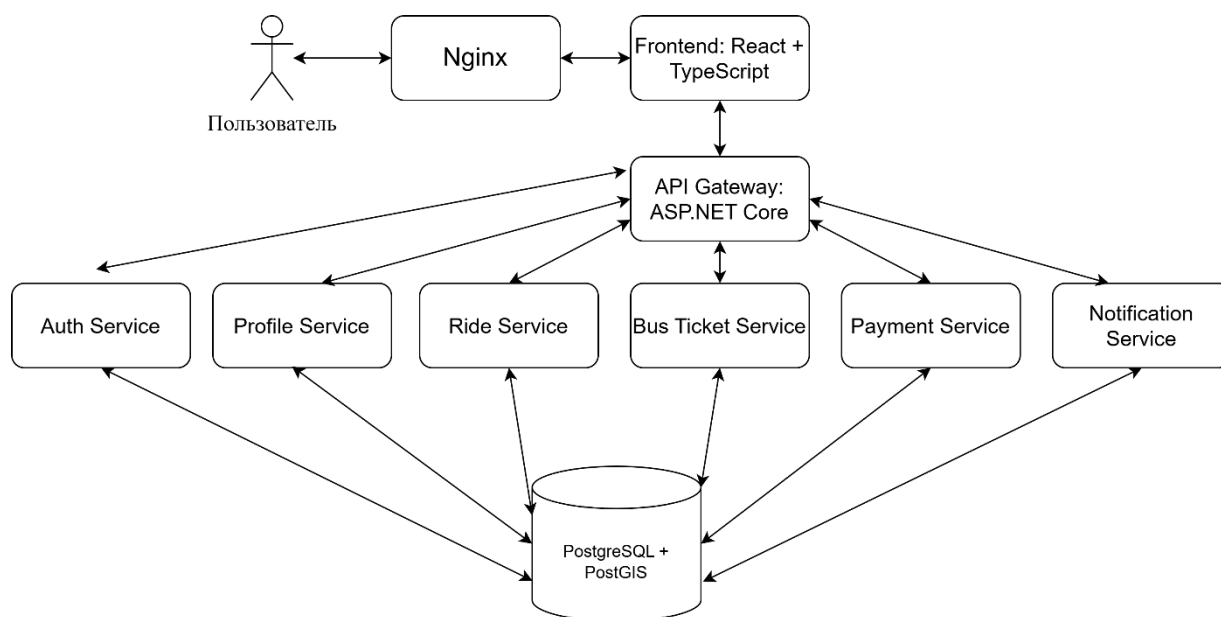 Nginx
Frontend: React +
TypeScript
Пользователь
API Gateway:
ASP.NET Core
Auth Service
Profile Service
Ride Service
Bus Ticket Service
Payment Service
Notification
Service
PostgreSQL +
PostGIS